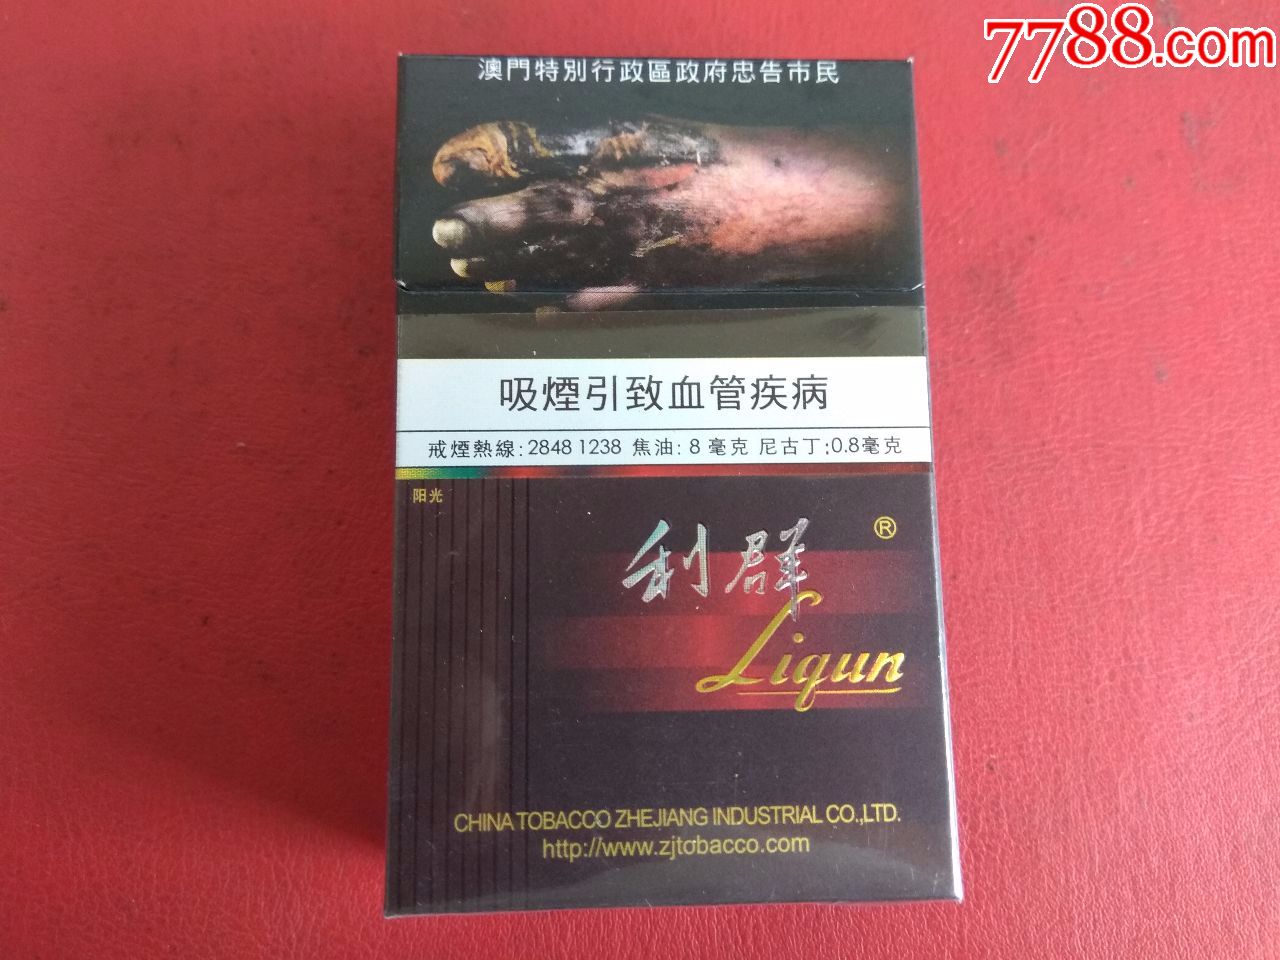 7788.com
澳門特別行政區政府忠告市民
吸煙引致血管疾病
戒煙熱線:2848 1238 焦油:8毫克 尼古丁:0.8毫克
阳光
利群®
Liqun
CHINA TOBACCO ZHEJIANG INDUSTRIAL CO.,LTD.
http://www.zjtobacco.com